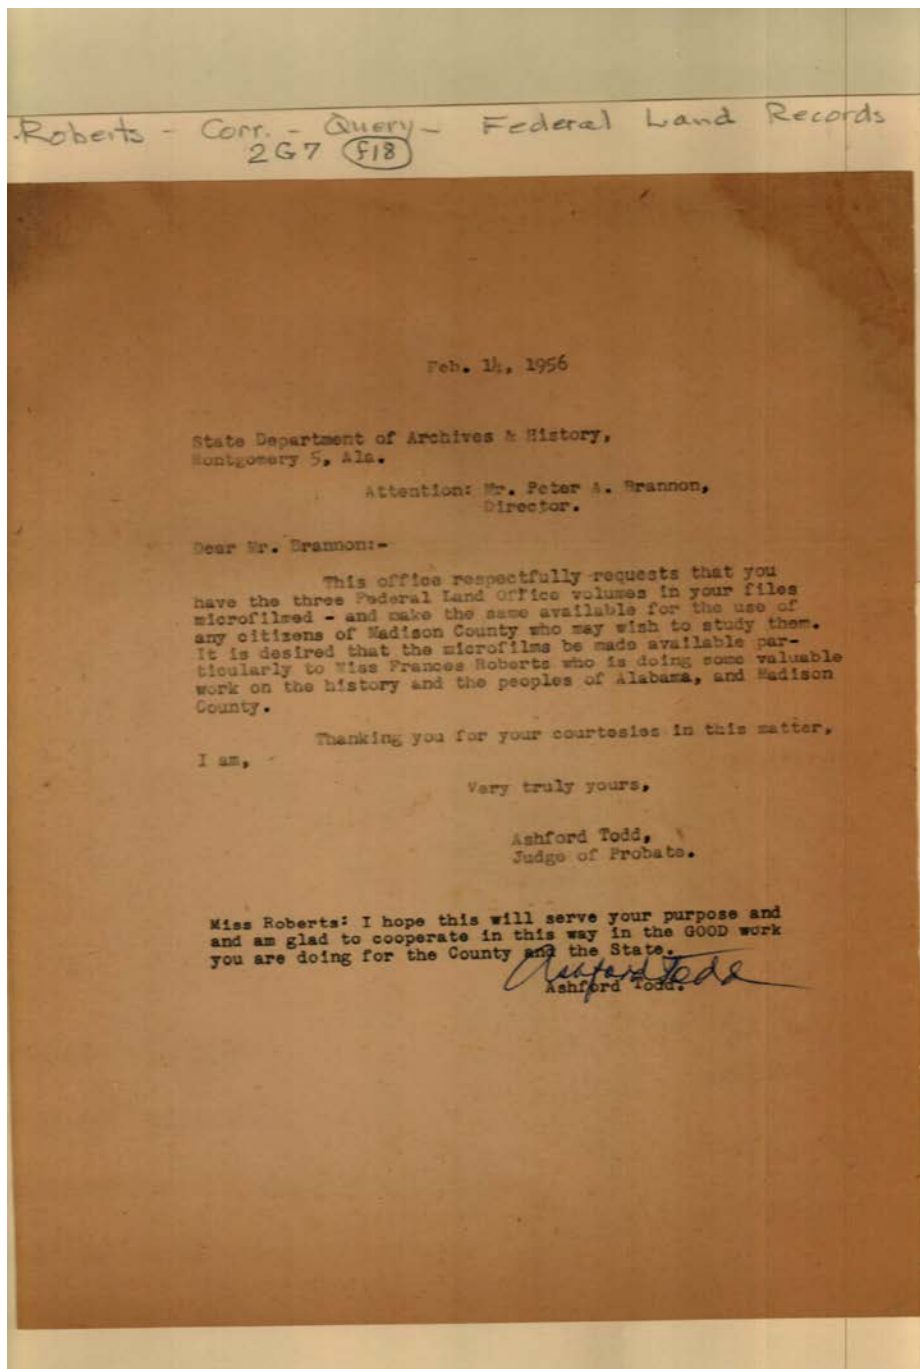 Roberts - Corr. - Query - Federal Land Records
2G7 f18
Feb. 14, 1956
State Department of Archives & History,
Montgomery 5, Ala.
Attention: Mr. Peter A. Brannon,
Director.
Dear Mr. Brannon:-
This office respectfully requests that you
have the three Federal Land Office volumes in your files
microfilmed - and make the same available for the use of
any citizens of Madison County who may wish to study them.
It is desired that the microfilms be made available par-
ticularly to Miss Frances Roberts who is doing some valuable
work on the history and the peoples of Alabama, and Madison
County.
Thanking you for your courtesies in this matter,
I am,
Very truly yours,
Ashford Todd,
Judge of Probate.
Miss Roberts: I hope this will serve your purpose and
and am glad to cooperate in this way in the GOOD work
you are doing for the County and the State.
Ashford Todd
Ashford Todd.